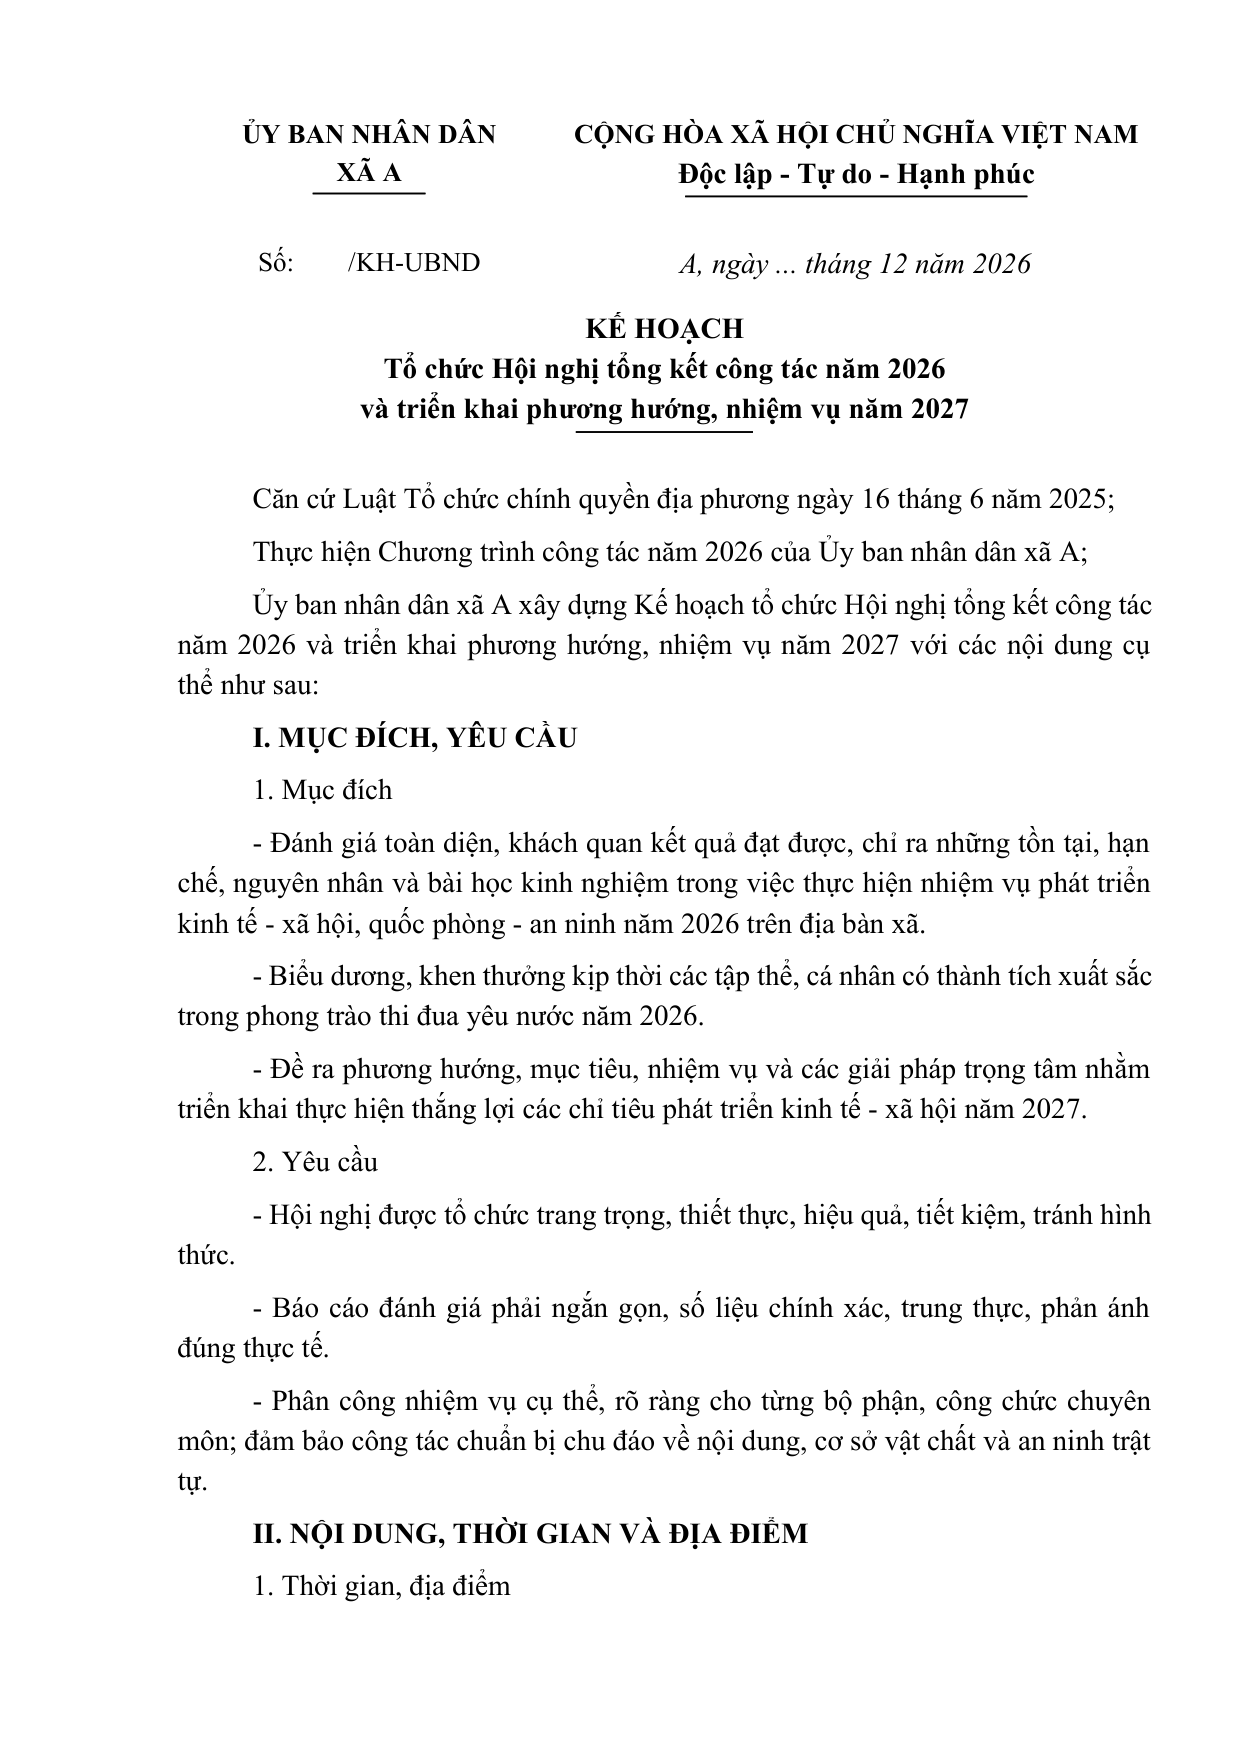 ỦY BAN NHÂN DÂN
XÃ A
CỘNG HÒA XÃ HỘI CHỦ NGHĨA VIỆT NAM
Độc lập - Tự do - Hạnh phúc
Số: /KH-UBND
A, ngày ... tháng 12 năm 2026
KẾ HOẠCH
Tổ chức Hội nghị tổng kết công tác năm 2026
và triển khai phương hướng, nhiệm vụ năm 2027
Căn cứ Luật Tổ chức chính quyền địa phương ngày 16 tháng 6 năm 2025;
Thực hiện Chương trình công tác năm 2026 của Ủy ban nhân dân xã A;
Ủy ban nhân dân xã A xây dựng Kế hoạch tổ chức Hội nghị tổng kết công tác
năm 2026 và triển khai phương hướng, nhiệm vụ năm 2027 với các nội dung cụ
thể như sau:
I. MỤC ĐÍCH, YÊU CẦU
1. Mục đích
- Đánh giá toàn diện, khách quan kết quả đạt được, chỉ ra những tồn tại, hạn
chế, nguyên nhân và bài học kinh nghiệm trong việc thực hiện nhiệm vụ phát triển
kinh tế - xã hội, quốc phòng - an ninh năm 2026 trên địa bàn xã.
- Biểu dương, khen thưởng kịp thời các tập thể, cá nhân có thành tích xuất sắc
trong phong trào thi đua yêu nước năm 2026.
- Đề ra phương hướng, mục tiêu, nhiệm vụ và các giải pháp trọng tâm nhằm
triển khai thực hiện thắng lợi các chỉ tiêu phát triển kinh tế - xã hội năm 2027.
2. Yêu cầu
- Hội nghị được tổ chức trang trọng, thiết thực, hiệu quả, tiết kiệm, tránh hình
thức.
- Báo cáo đánh giá phải ngắn gọn, số liệu chính xác, trung thực, phản ánh
đúng thực tế.
- Phân công nhiệm vụ cụ thể, rõ ràng cho từng bộ phận, công chức chuyên
môn; đảm bảo công tác chuẩn bị chu đáo về nội dung, cơ sở vật chất và an ninh trật
tự.
II. NỘI DUNG, THỜI GIAN VÀ ĐỊA ĐIỂM
1. Thời gian, địa điểm